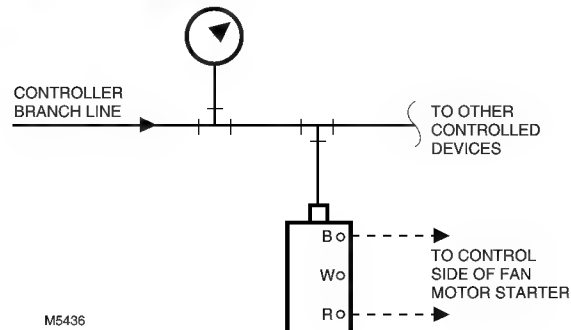 CONTROLLER
BRANCH LINE
TO OTHER
CONTROLLED
DEVICES
B
W
R
TO CONTROL
SIDE OF FAN
MOTOR STARTER
M5436